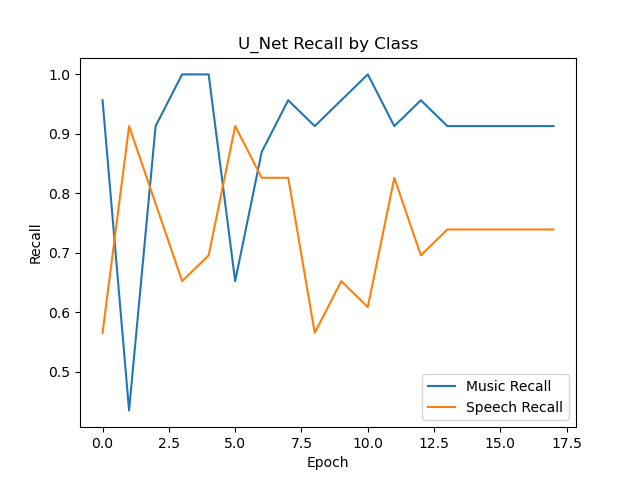 U_Net Recall by Class
Recall
1.0
0.9
0.8
0.7
0.6
0.5
0.0 2.5 5.0 7.5 10.0 12.5 15.0 17.5
Epoch
Music Recall
Speech Recall